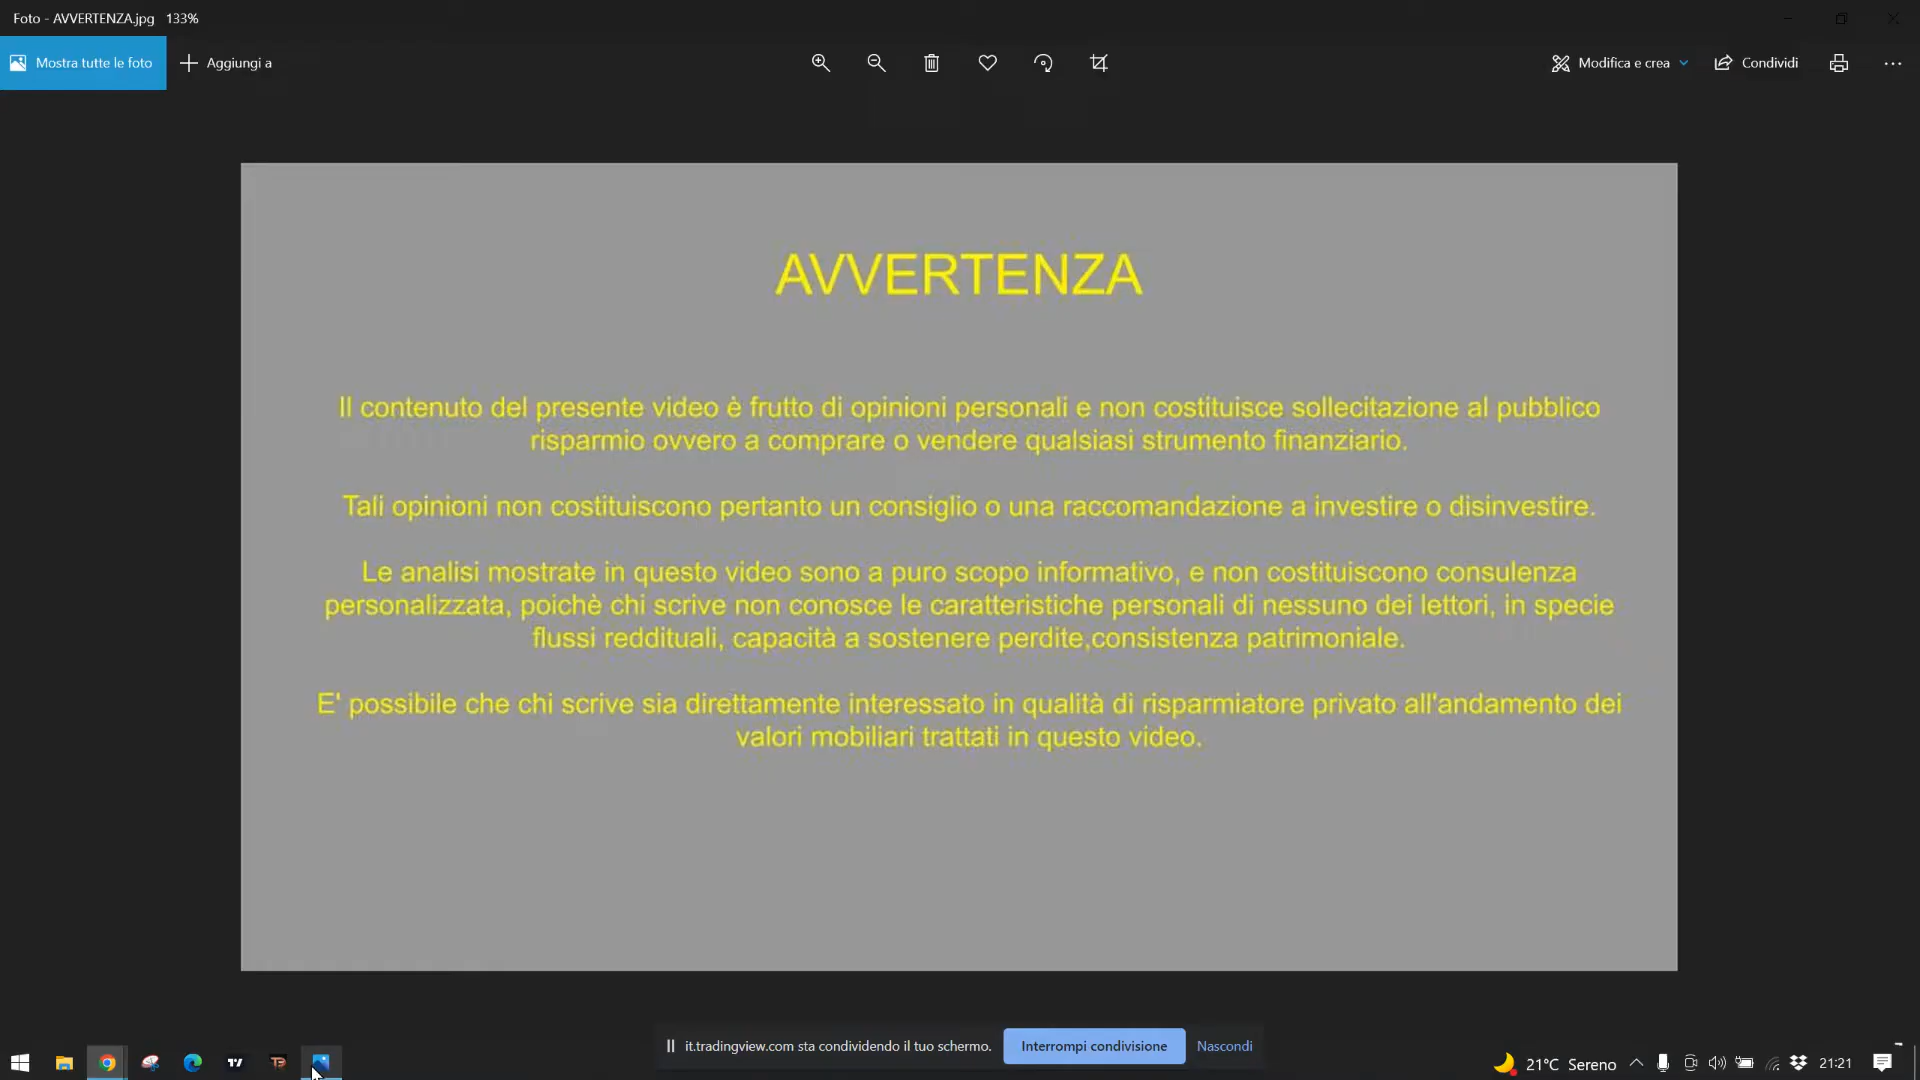 Foto - AVVERTENZA.jpg   133%
Mostra tutte le foto
Aggiungi a
Modifica e crea
Condividi
AVVERTENZA
Il contenuto del presente video è frutto di opinioni personali e non costituisce sollecitazione al pubblico
risparmio ovvero a comprare o vendere qualsiasi strumento finanziario.
Tali opinioni non costituiscono pertanto un consiglio o una raccomandazione a investire o disinvestire.
Le analisi mostrate in questo video sono a puro scopo informativo, e non costituiscono consulenza
personalizzata, poichè chi scrive non conosce le caratteristiche personali di nessuno dei lettori, in specie
flussi reddituali, capacità a sostenere perdite,consistenza patrimoniale.
E' possibile che chi scrive sia direttamente interessato in qualità di risparmiatore privato all'andamento dei
valori mobiliari trattati in questo video.
it.tradingview.com sta condividendo il tuo schermo.
Interrompi condivisione
Nascondi
21°C Sereno
21:21